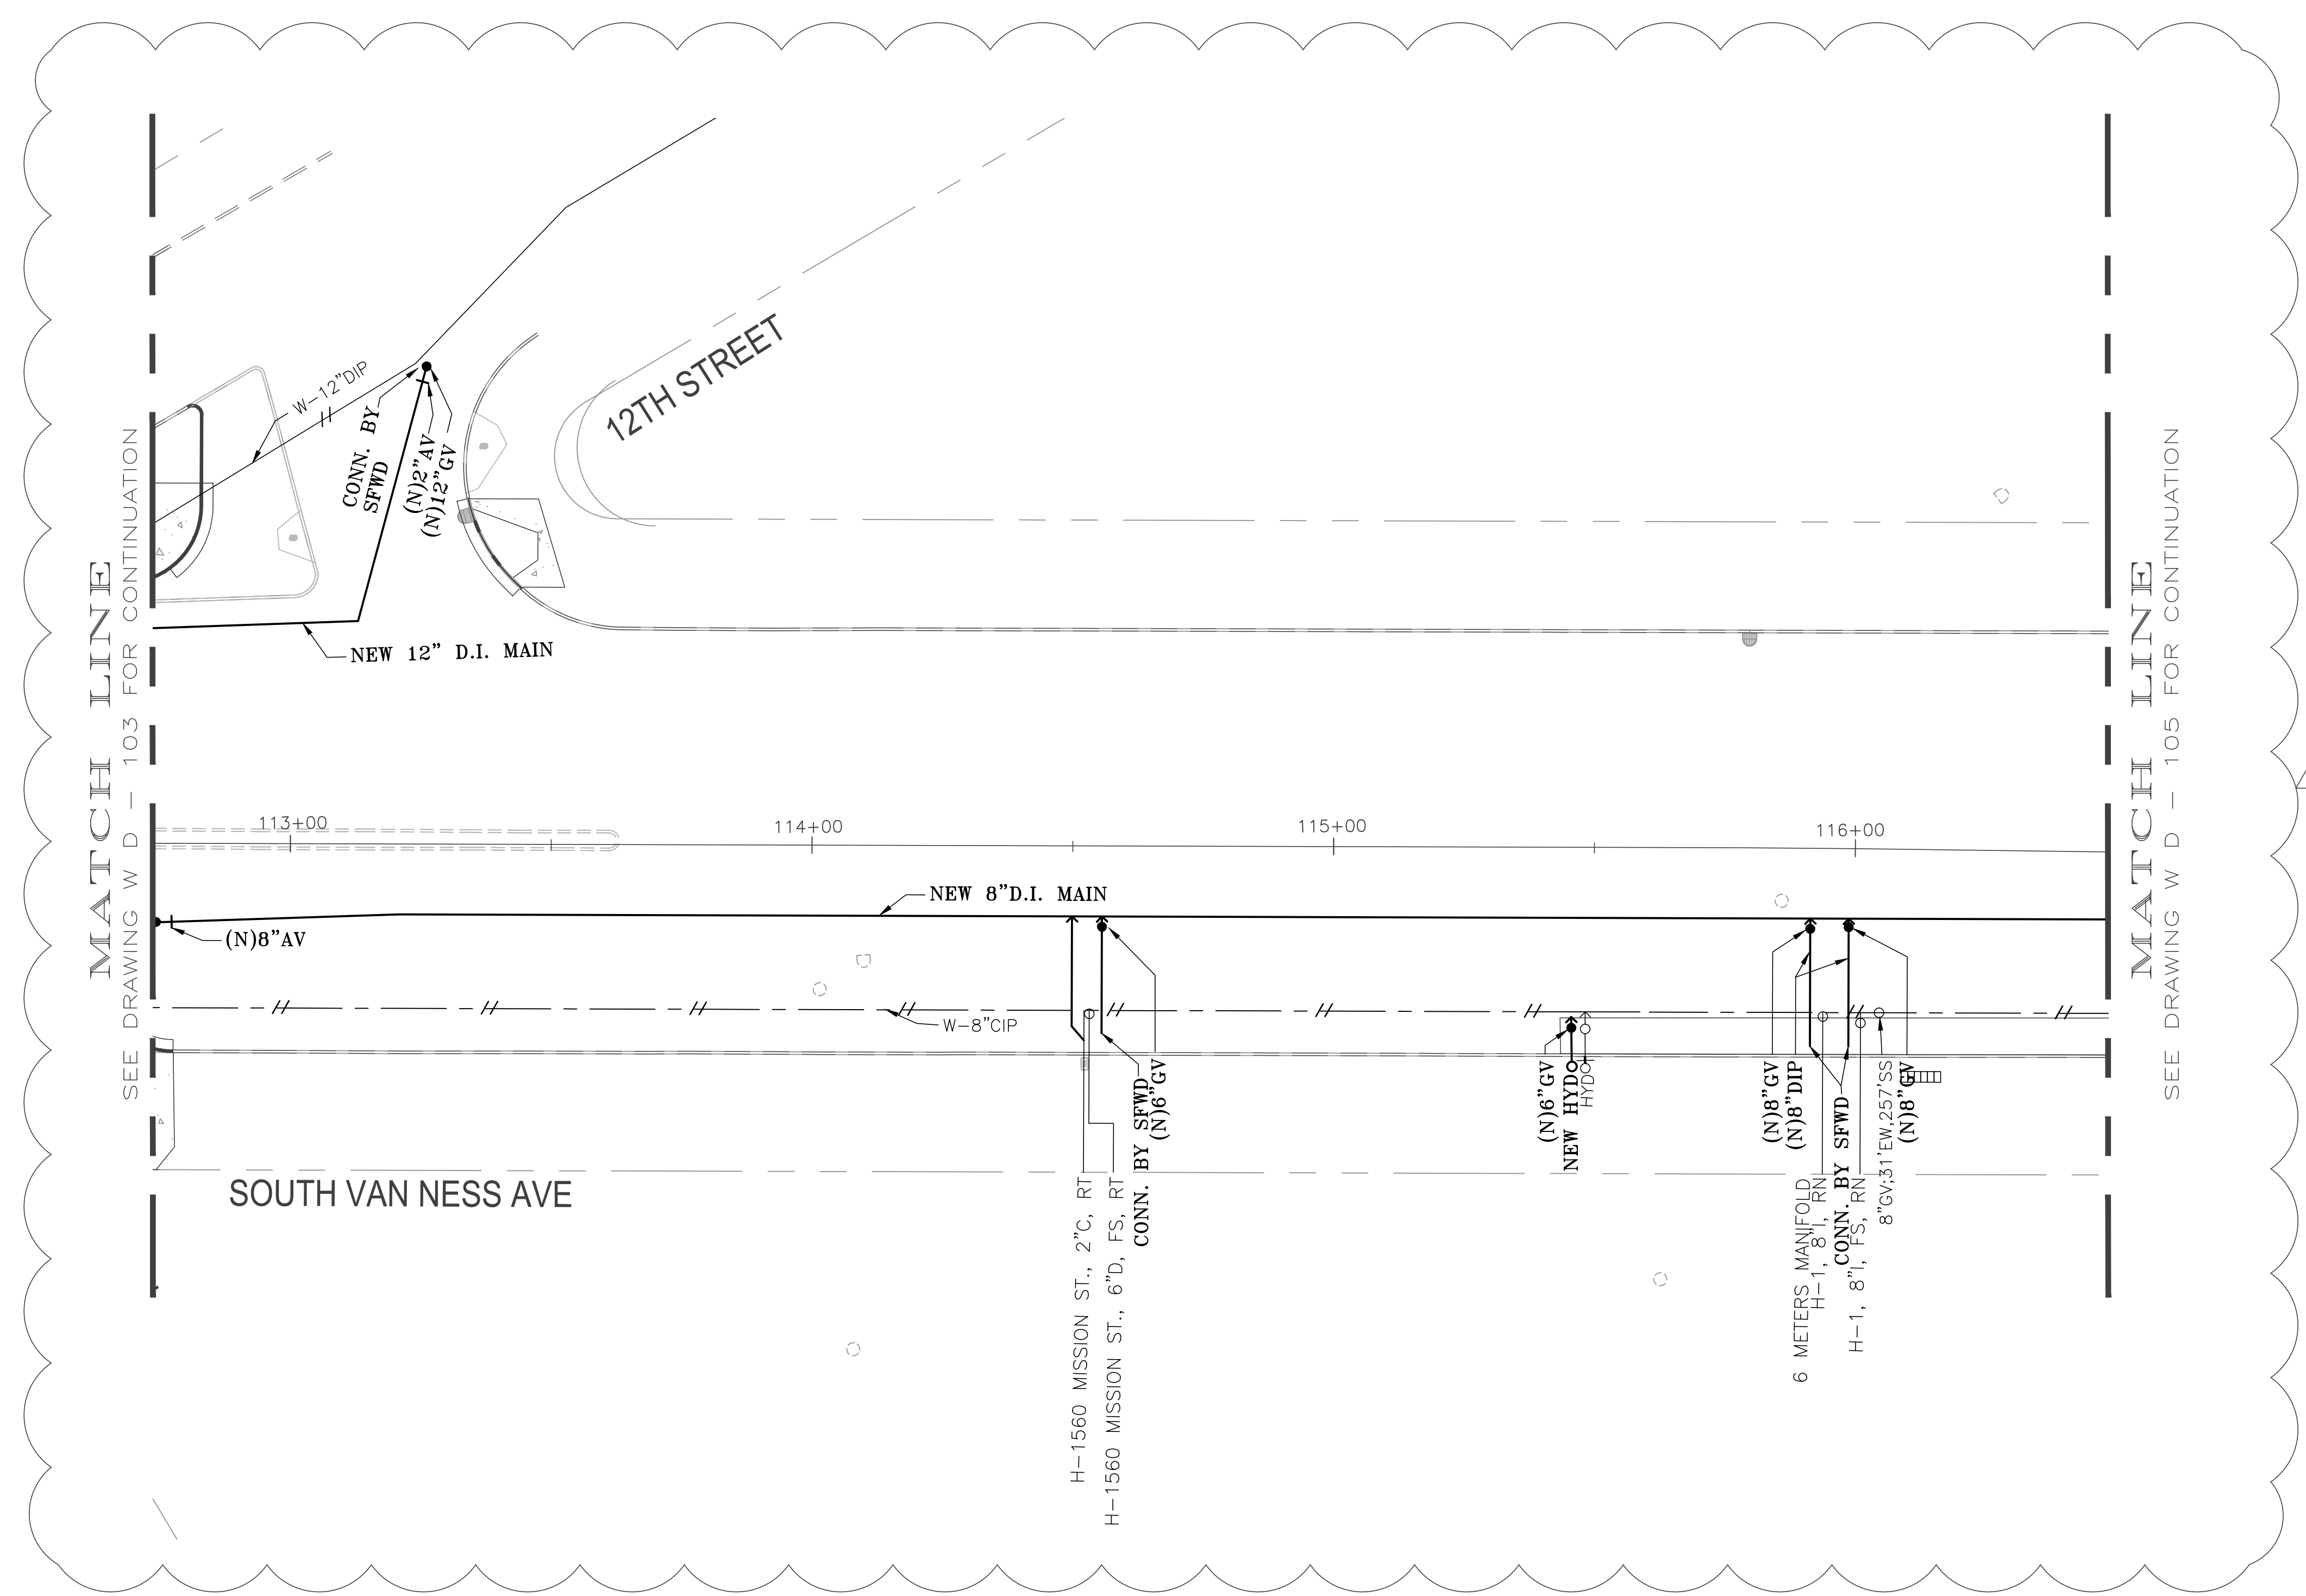 12TH STREET
W-12"DIP
CONN. BY
SFWD
(N)2"AV
(N)12"GV
NEW 12" D.I. MAIN
MATCH LINE
SEE DRAWING W D - 103 FOR CONTINUATION
MATCH LINE
SEE DRAWING W D - 105 FOR CONTINUATION
113+00
114+00
115+00
116+00
NEW 8"D.I. MAIN
(N)8"AV
W-8"CIP
CONN. BY SFWD
(N)6"GV
(N)6"GV
NEW HYD
HYD
(N)8"GV
(N)8"DIP
CONN. BY SFWD
8"GV;31'EW,257'SS
(N)8"GV
SOUTH VAN NESS AVE
H-1560 MISSION ST., 2"C, RT
H-1560 MISSION ST., 6"D, FS, RT
6 METERS MANIFOLD
H-1, 8"I, RN
H-1, 8"I, FS, RN